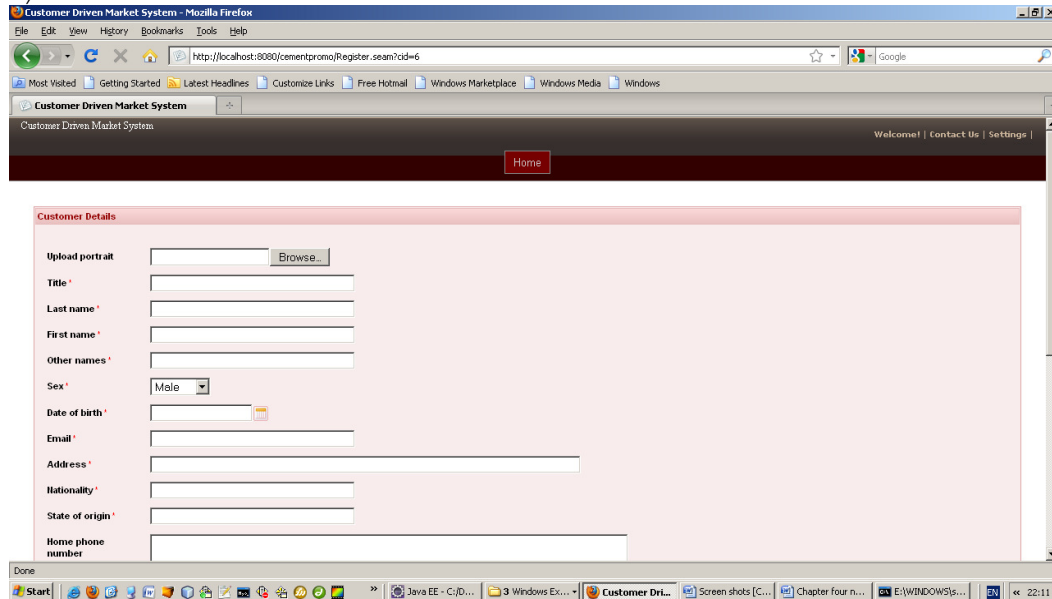 Customer Driven Market System - Mozilla Firefox
File Edit View History Bookmarks Tools Help
http://localhost:8080/cementpromo/Register.seam?cid=6
Google
Most Visited Getting Started Latest Headlines Customize Links Free Hotmail Windows Marketplace Windows Media Windows
Customer Driven Market System
Customer Driven Market System
Welcome! | Contact Us | Settings |
Home
Customer Details
Upload portrait Browse...
Title *
Last name *
First name *
Other names *
Sex * Male
Date of birth *
Email *
Address *
Nationality *
State of origin *
Home phone
number
Done
Start » Java EE - C:/D... 3 Windows Ex... Customer Dri... Screen shots [C... Chapter four n... E:\WINDOWS\s... EN « 22:11